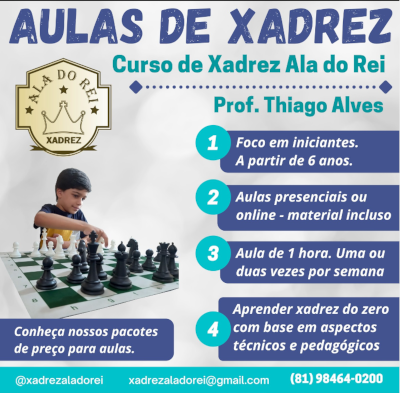 AULAS DE XADREZ
Curso de Xadrez Ala do Rei
Prof. Thiago Alves
ALA DO REI
XADREZ
1
Foco em iniciantes.
A partir de 6 anos.
2
Aulas presenciais ou
online - material incluso
3
Aula de 1 hora. Uma ou
duas vezes por semana
4
Aprender xadrez do zero
com base em aspectos
técnicos e pedagógicos
Conheça nossos pacotes
de preço para aulas.
@xadrezaladorei
xadrezaladorei@gmail.com
(81) 98464-0200